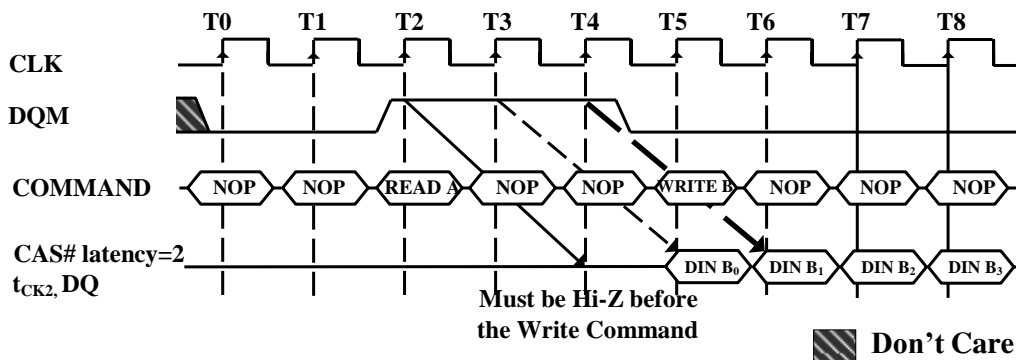 T0 T1 T2 T3 T4 T5 T6 T7 T8
CLK
DQM
COMMAND NOP NOP READ A NOP NOP WRITE B NOP NOP NOP
CAS# latency=2
tCK2, DQ DIN B0 DIN B1 DIN B2 DIN B3
Must be Hi-Z before
the Write Command
Don't Care